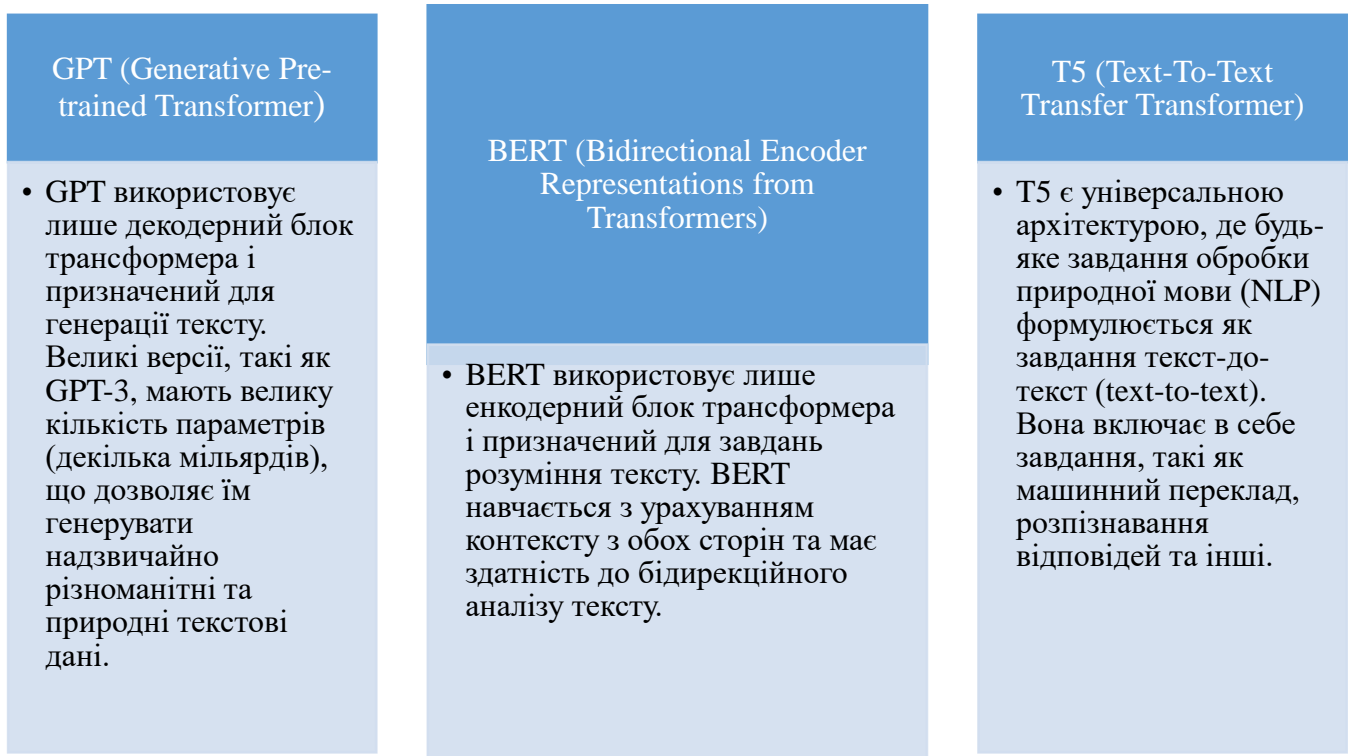 GPT (Generative Pre-
trained Transformer)
• GPT використовує
лише декодерний блок
трансформера і
призначений для
генерації тексту.
Великі версії, такі як
GPT-3, мають велику
кількість параметрів
(декілька мільярдів),
що дозволяє їм
генерувати
надзвичайно
різноманітні та
природні текстові
дані.
BERT (Bidirectional Encoder
Representations from
Transformers)
• BERT використовує лише
енкодерний блок трансформера
і призначений для завдань
розуміння тексту. BERT
навчається з урахуванням
контексту з обох сторін та має
здатність до бідирекційного
аналізу тексту.
T5 (Text-To-Text
Transfer Transformer)
• T5 є універсальною
архітектурою, де будь-
яке завдання обробки
природної мови (NLP)
формулюється як
завдання текст-до-
текст (text-to-text).
Вона включає в себе
завдання, такі як
машинний переклад,
розпізнавання
відповідей та інші.